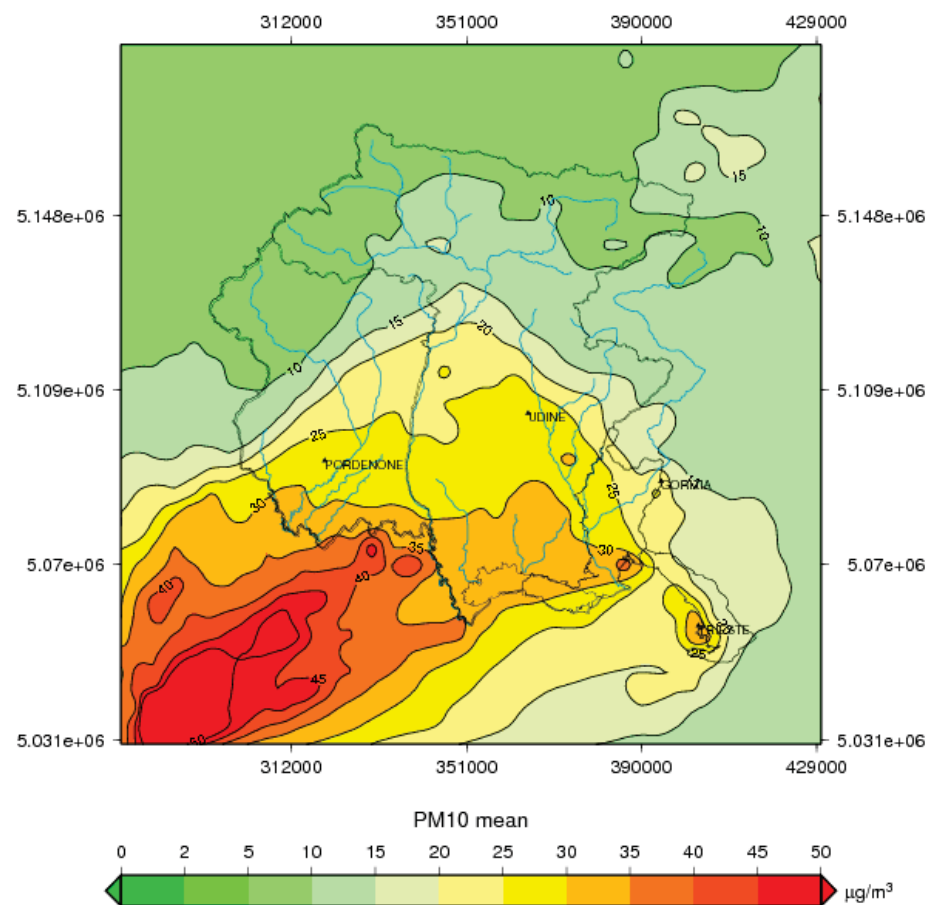 312000 351000 390000 429000
15
10
5.148e+06 5.148e+06
10
15
20
10
5.109e+06 5.109e+06
UDINE
25
PORDENONE
25
GORIZIA
30
35
30
5.07e+06 5.07e+06
40
40
TRIESTE
25
45
50
5.031e+06 5.031e+06
312000 351000 390000 429000
PM10 mean
0 2 5 10 15 20 25 30 35 40 45 50
µg/m³